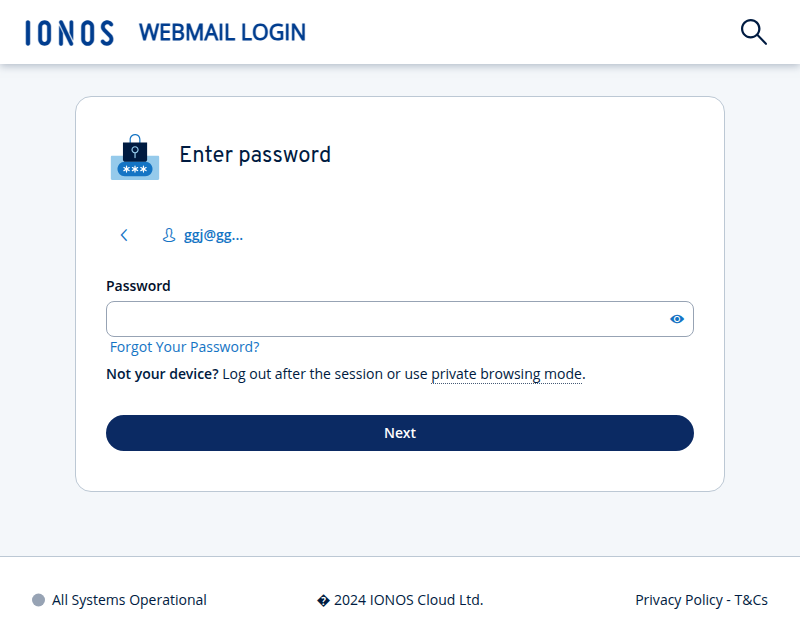 IONOS WEBMAIL LOGIN
***
Enter password
ggj@gg...
Password
Forgot Your Password?
Not your device? Log out after the session or use private browsing mode.
Next
All Systems Operational
� 2024 IONOS Cloud Ltd.
Privacy Policy - T&Cs